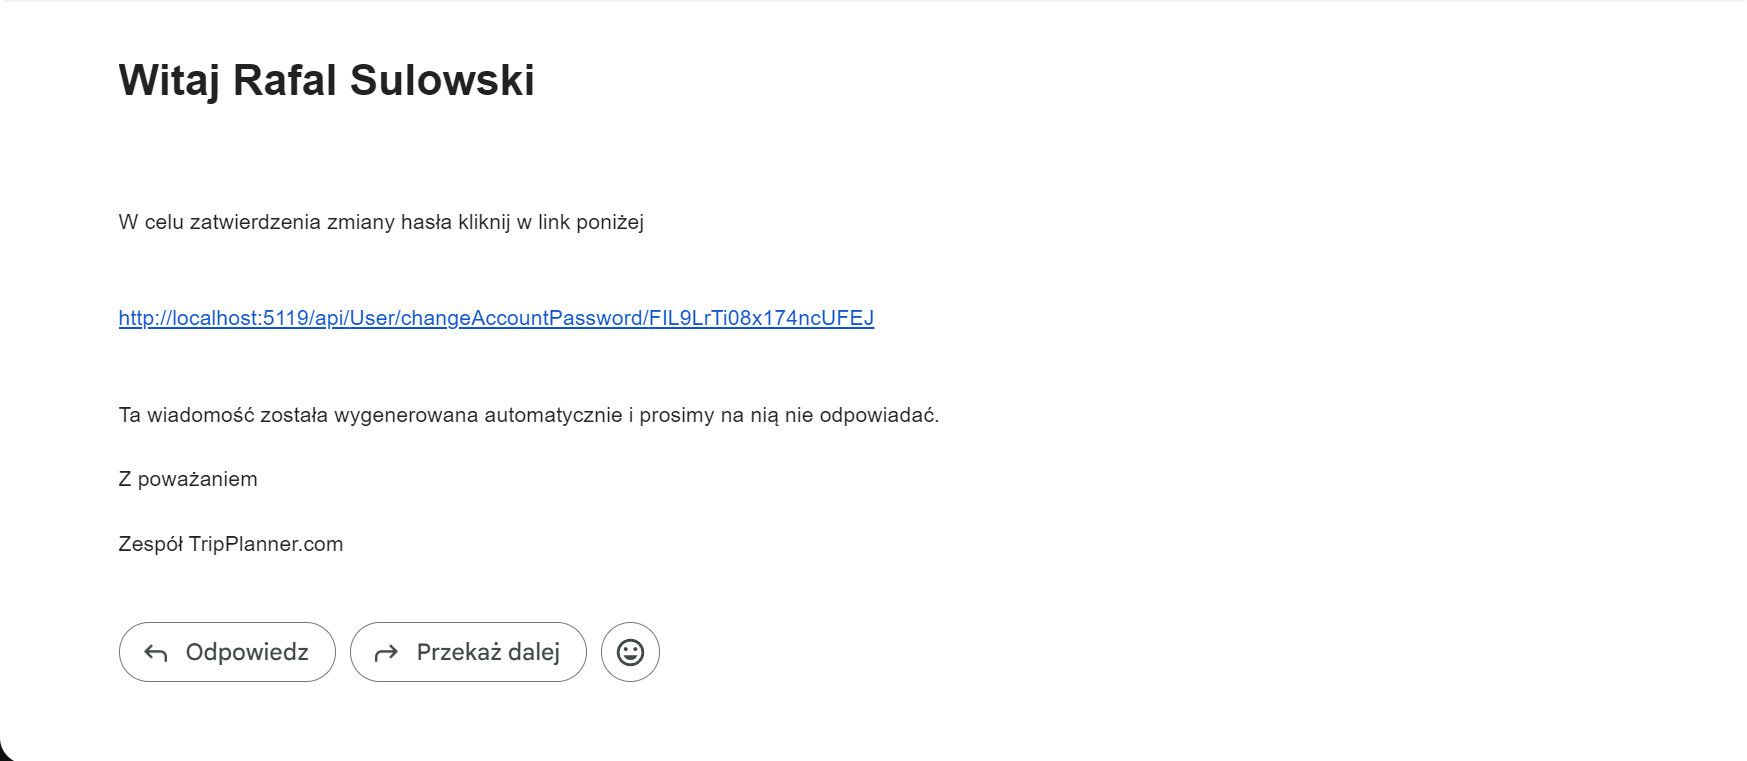 Witaj Rafal Sulowski
W celu zatwierdzenia zmiany hasła kliknij w link poniżej
http://localhost:5119/api/User/changeAccountPassword/FIL9LrTi08x174ncUFEJ
Ta wiadomość została wygenerowana automatycznie i prosimy na nią nie odpowiadać.
Z poważaniem
Zespół TripPlanner.com
Odpowiedz Przekaż dalej